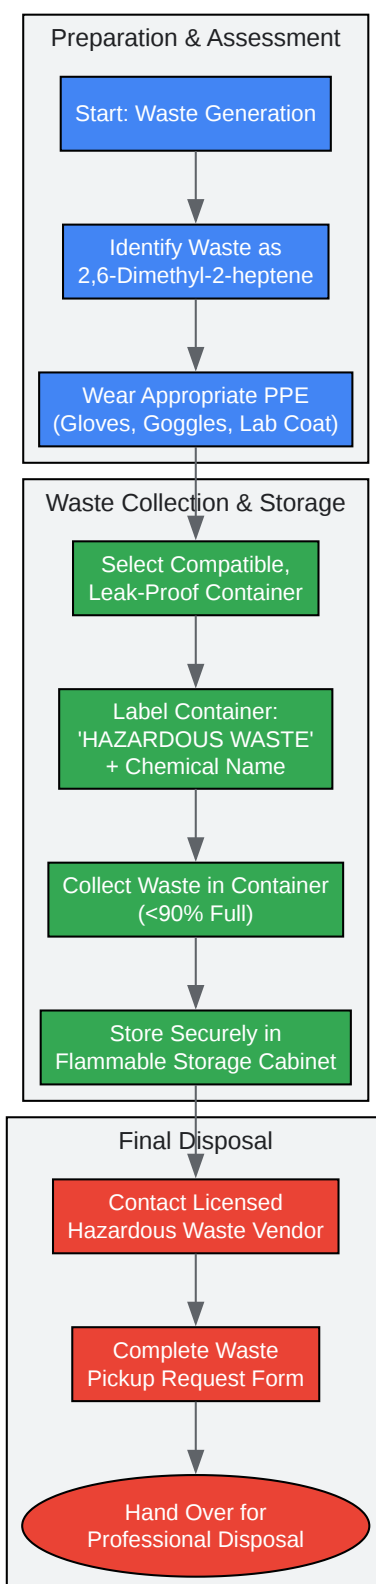 Preparation & Assessment
Start: Waste Generation
Identify Waste as
2,6-Dimethyl-2-heptene
Wear Appropriate PPE
(Gloves, Goggles, Lab Coat)
Waste Collection & Storage
Select Compatible,
Leak-Proof Container
Label Container:
'HAZARDOUS WASTE'
+ Chemical Name
Collect Waste in Container
(<90% Full)
Store Securely in
Flammable Storage Cabinet
Final Disposal
Contact Licensed
Hazardous Waste Vendor
Complete Waste
Pickup Request Form
Hand Over for
Professional Disposal